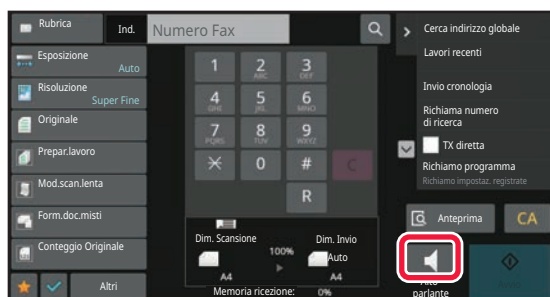 Rubrica
Ind.
Numero Fax
Esposizione
Auto
Risoluzione
Super Fine
Originale
Prepar.lavoro
Mod.scan.lenta
Form.doc.misti
Conteggio Originale
Altri
1
2
ABC
3
DEF
4
GHI
5
JKL
6
MNO
7
PQRS
8
TUV
9
WXYZ
0
#
C
R
Dim. Scansione
100%
Dim. Invio
Auto
A4
A4
Memoria ricezione: 0%
Cerca indirizzo globale
Lavori recenti
Invio cronologia
Richiama numero
di ricerca
TX diretta
Richiamo programma
Richiamo impostaz. registrate
Anteprima
CA
Alto
parlante